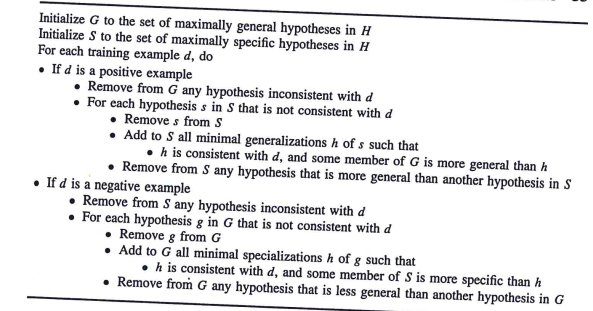 Initialize G to the set of maximally general hypotheses in H
Initialize S to the set of maximally specific hypotheses in H
For each training example d, do
• If d is a positive example
• Remove from G any hypothesis inconsistent with d
• For each hypothesis s in S that is not consistent with d
• Remove s from S
• Add to S all minimal generalizations h of s such that
• h is consistent with d, and some member of G is more general than h
• Remove from S any hypothesis that is more general than another hypothesis in S
• If d is a negative example
• Remove from S any hypothesis inconsistent with d
• For each hypothesis g in G that is not consistent with d
• Remove g from G
• Add to G all minimal specializations h of g such that
• h is consistent with d, and some member of S is more specific than h
• Remove from G any hypothesis that is less general than another hypothesis in G